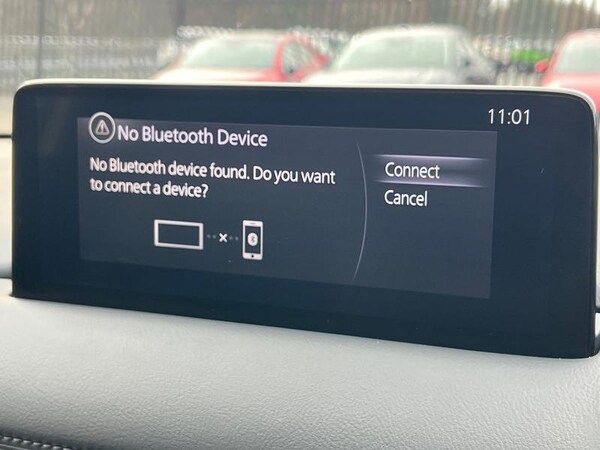 11:01
No Bluetooth Device
No Bluetooth device found. Do you want
to connect a device?
Connect
Cancel